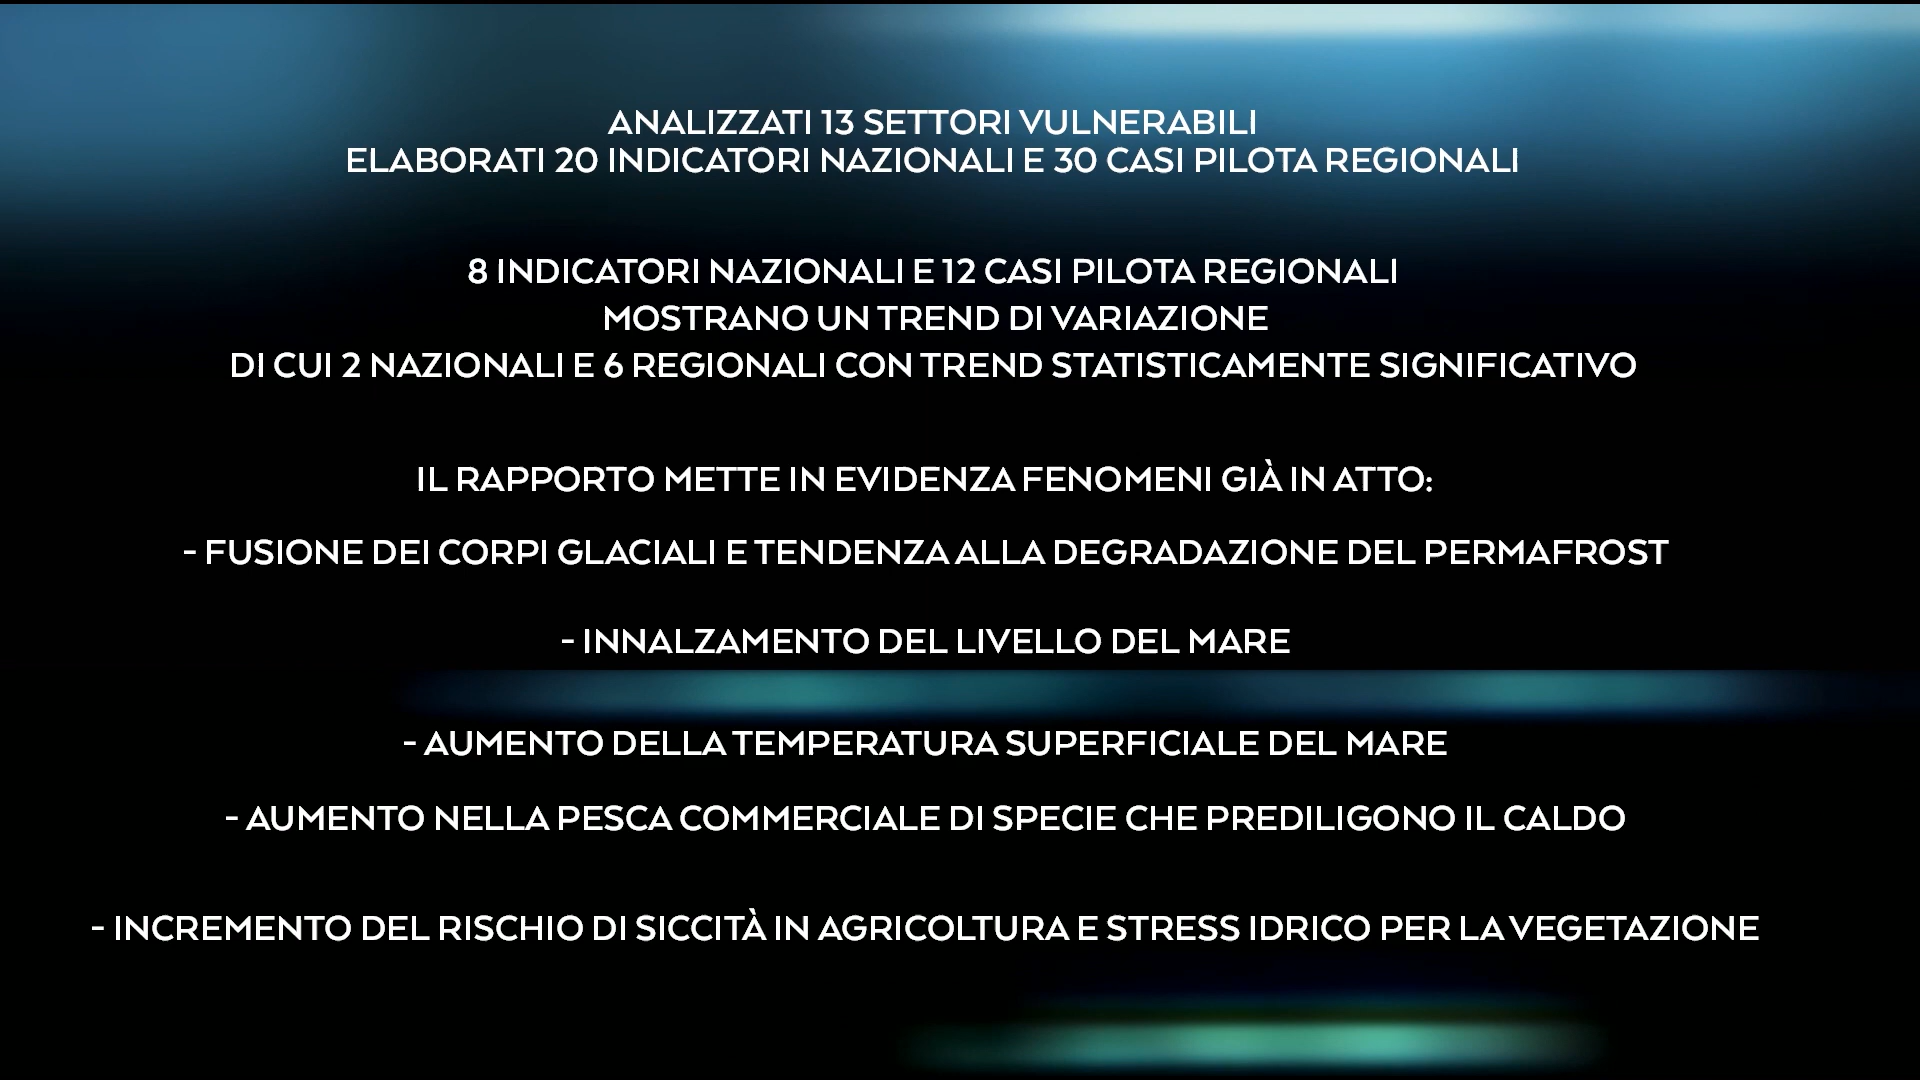 ANALIZZATI 13 SETTORI VULNERABILI
ELABORATI 20 INDICATORI NAZIONALI E 30 CASI PILOTA REGIONALI
8 INDICATORI NAZIONALI E 12 CASI PILOTA REGIONALI
MOSTRANO UN TREND DI VARIAZIONE
DI CUI 2 NAZIONALI E 6 REGIONALI CON TREND STATISTICAMENTE SIGNIFICATIVO
IL RAPPORTO METTE IN EVIDENZA FENOMENI GIÀ IN ATTO:
- FUSIONE DEI CORPI GLACIALI E TENDENZA ALLA DEGRADAZIONE DEL PERMAFROST
- INNALZAMENTO DEL LIVELLO DEL MARE
- AUMENTO DELLA TEMPERATURA SUPERFICIALE DEL MARE
- AUMENTO NELLA PESCA COMMERCIALE DI SPECIE CHE PREDILIGONO IL CALDO
- INCREMENTO DEL RISCHIO DI SICCITÀ IN AGRICOLTURA E STRESS IDRICO PER LA VEGETAZIONE